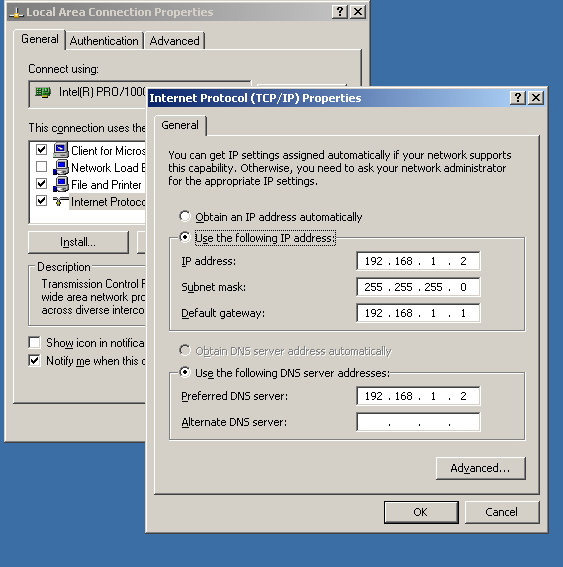 Local Area Connection Properties
General
Authentication
Advanced
Connect using:
Intel(R) PRO/1000
This connection uses the
Client for Micros
Network Load B
File and Printer
Internet Protoco
Install...
Description
Transmission Control P
wide area network pro
across diverse interco
Show icon in notifica
Notify me when this c
Internet Protocol (TCP/IP) Properties
General
You can get IP settings assigned automatically if your network supports
this capability. Otherwise, you need to ask your network administrator
for the appropriate IP settings.
Obtain an IP address automatically
Use the following IP address:
IP address: 192 . 168 . 1 . 2
Subnet mask: 255 . 255 . 255 . 0
Default gateway: 192 . 168 . 1 . 1
Obtain DNS server address automatically
Use the following DNS server addresses:
Preferred DNS server: 192 . 168 . 1 . 2
Alternate DNS server: . . .
Advanced...
OK
Cancel